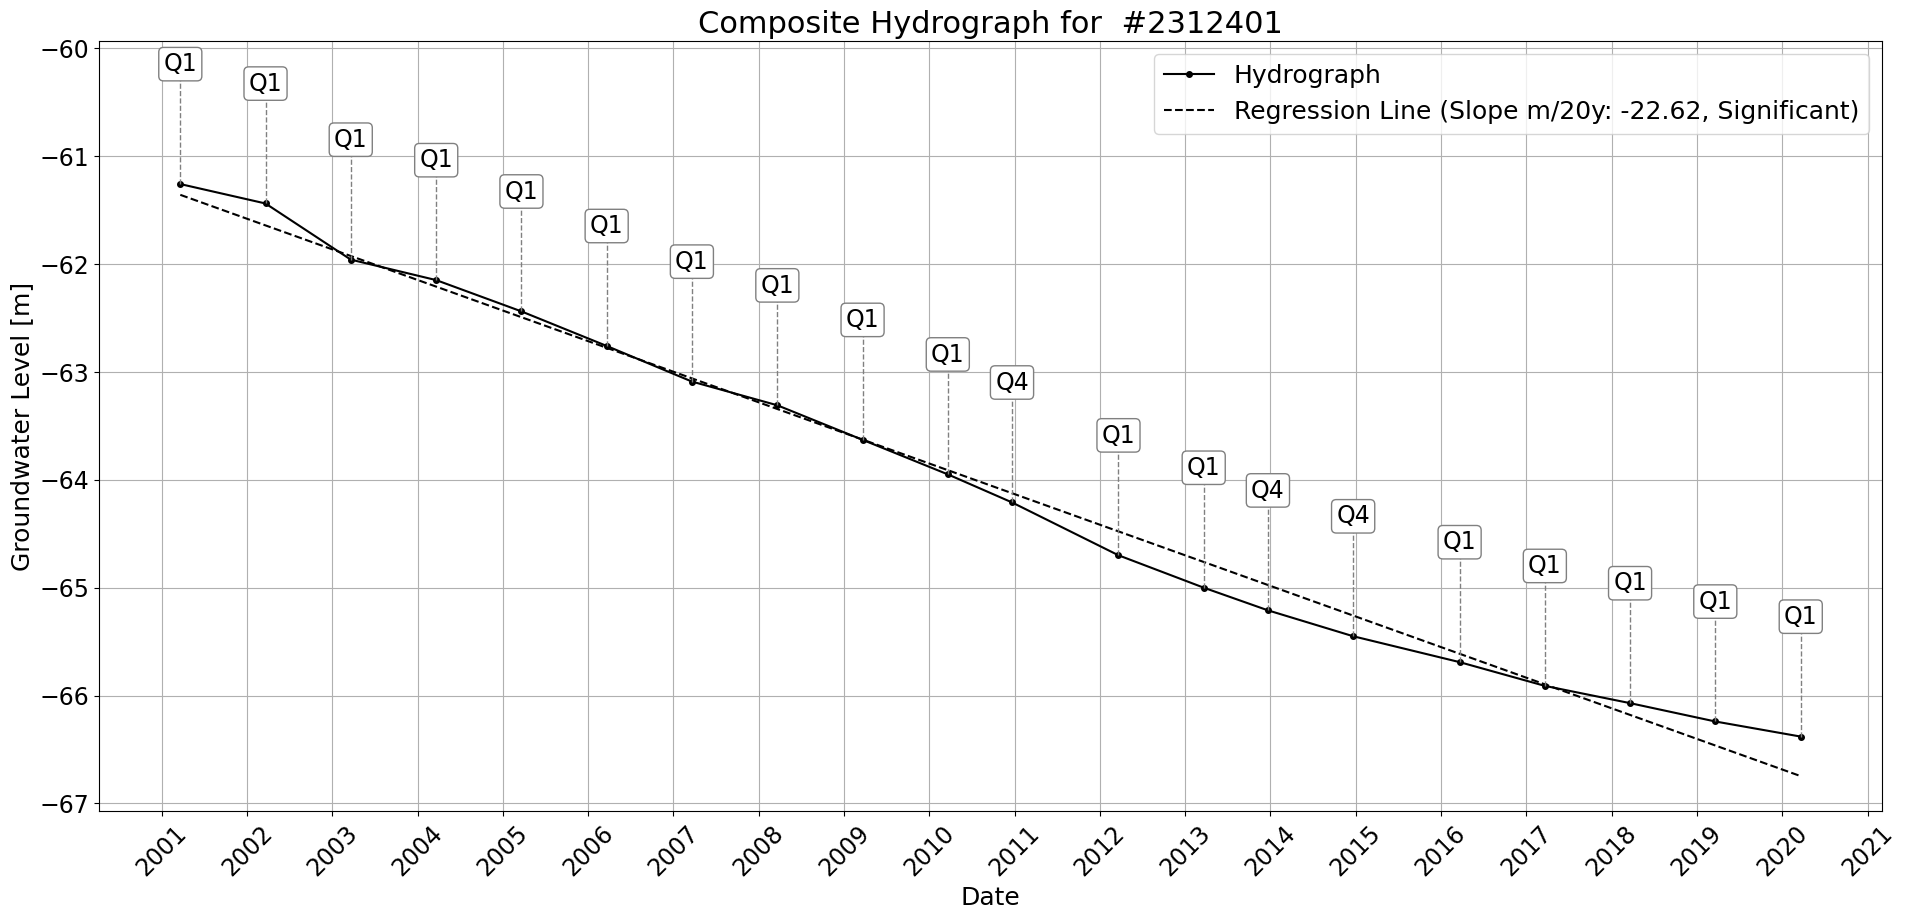 Composite Hydrograph for  #2312401
Hydrograph
Regression Line (Slope m/20y: -22.62, Significant)
Groundwater Level [m]
−60
−61
−62
−63
−64
−65
−66
−67
Q1
Q1
Q1
Q1
Q1
Q1
Q1
Q1
Q1
Q1
Q4
Q1
Q1
Q4
Q4
Q1
Q1
Q1
Q1
Q1
2001
2002
2003
2004
2005
2006
2007
2008
2009
2010
2011
2012
2013
2014
2015
2016
2017
2018
2019
2020
2021
Date